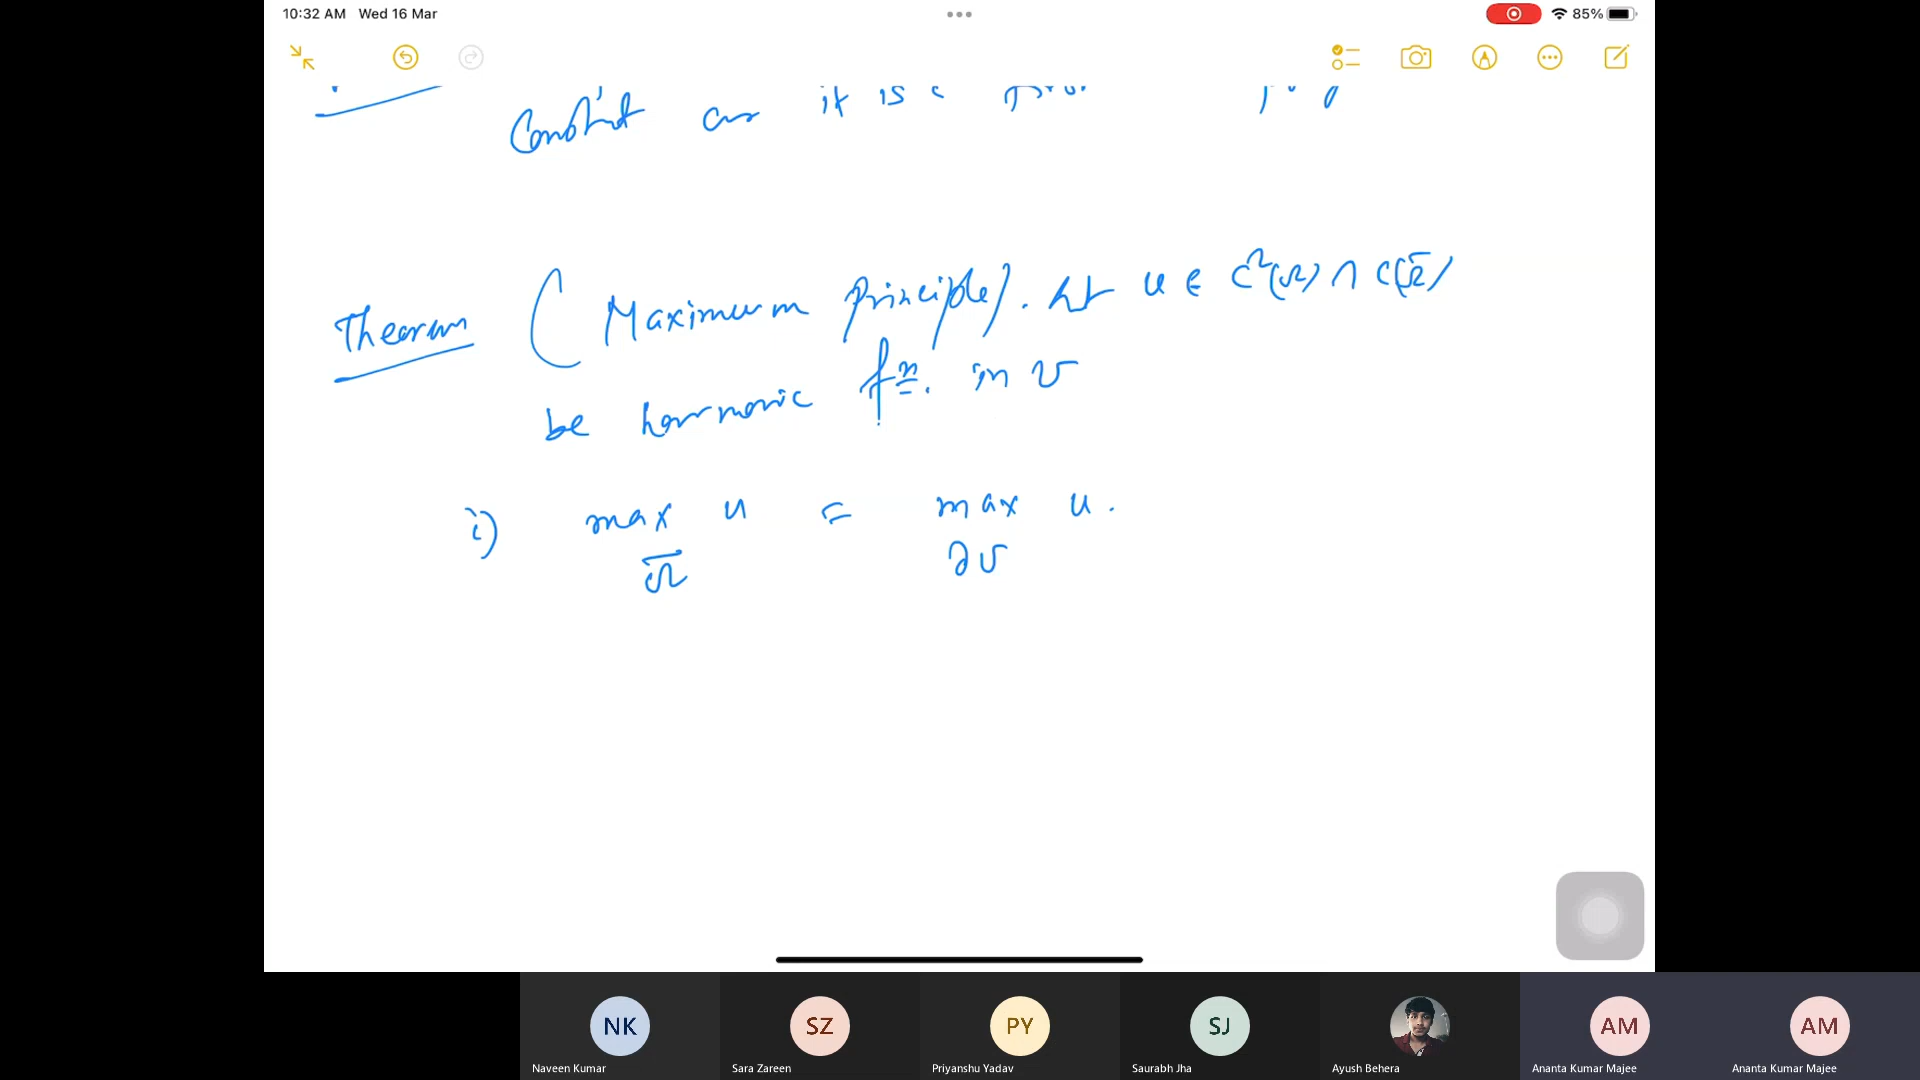 10:32 AM Wed 16 Mar
85%
Constant as it is a
Theorem (Maximum Principle). Let u ∈ C²(Ω) ∩ C(Ω̅)
be harmonic fⁿ. in U
i) max u = max u.
Ω̅ ∂U
NK SZ PY SJ AM AM
Naveen Kumar Sara Zareen Priyanshu Yadav Saurabh Jha Ayush Behera Ananta Kumar Majee Ananta Kumar Majee